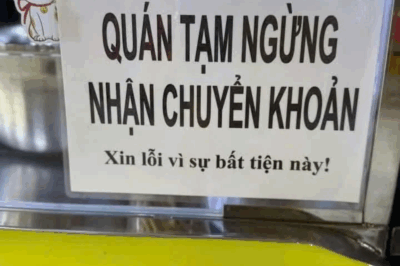 QUÁN TẠM NGỪNG
NHẬN CHUYỂN KHOẢN
Xin lỗi vì sự bất tiện này!